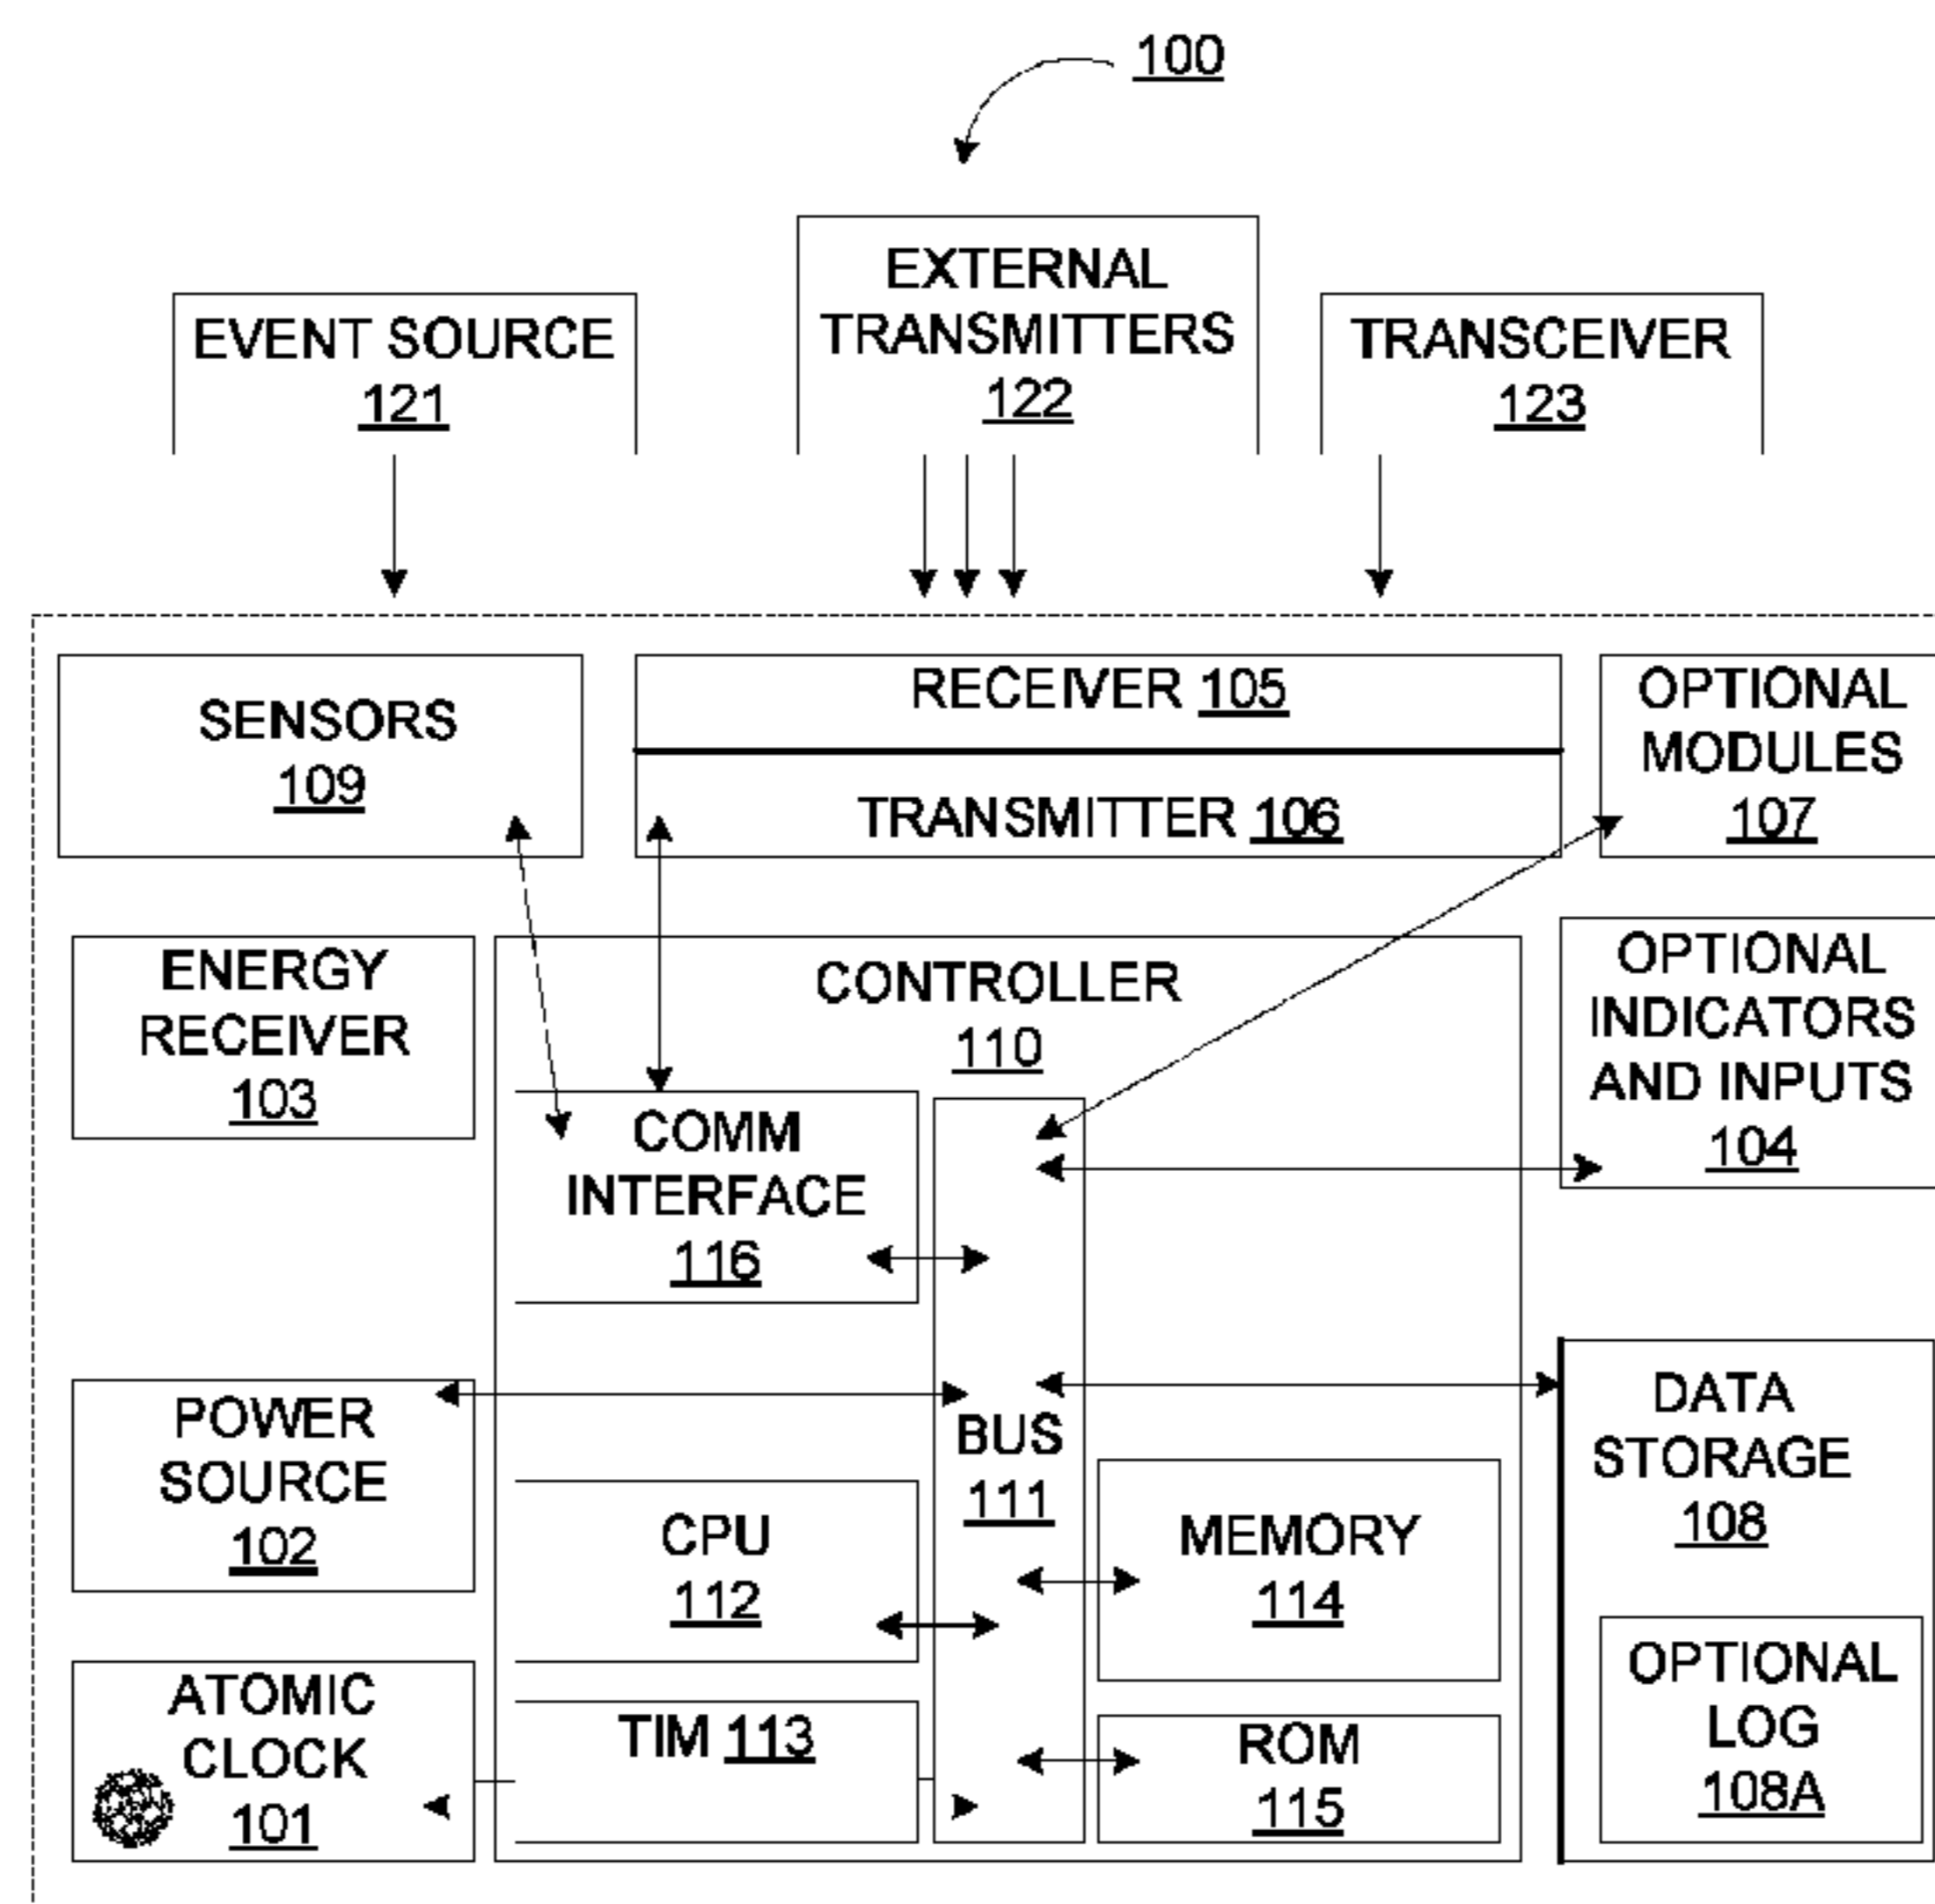 100
EVENT SOURCE
121
EXTERNAL
TRANSMITTERS
122
TRANSCEIVER
123
SENSORS
109
RECEIVER 105
TRANSMITTER 106
OPTIONAL
MODULES
107
ENERGY
RECEIVER
103
CONTROLLER
110
OPTIONAL
INDICATORS
AND INPUTS
104
COMM
INTERFACE
116
POWER
SOURCE
102
BUS
111
DATA
STORAGE
108
CPU
112
MEMORY
114
ATOMIC
CLOCK
101
TIM 113
ROM
115
OPTIONAL
LOG
108A